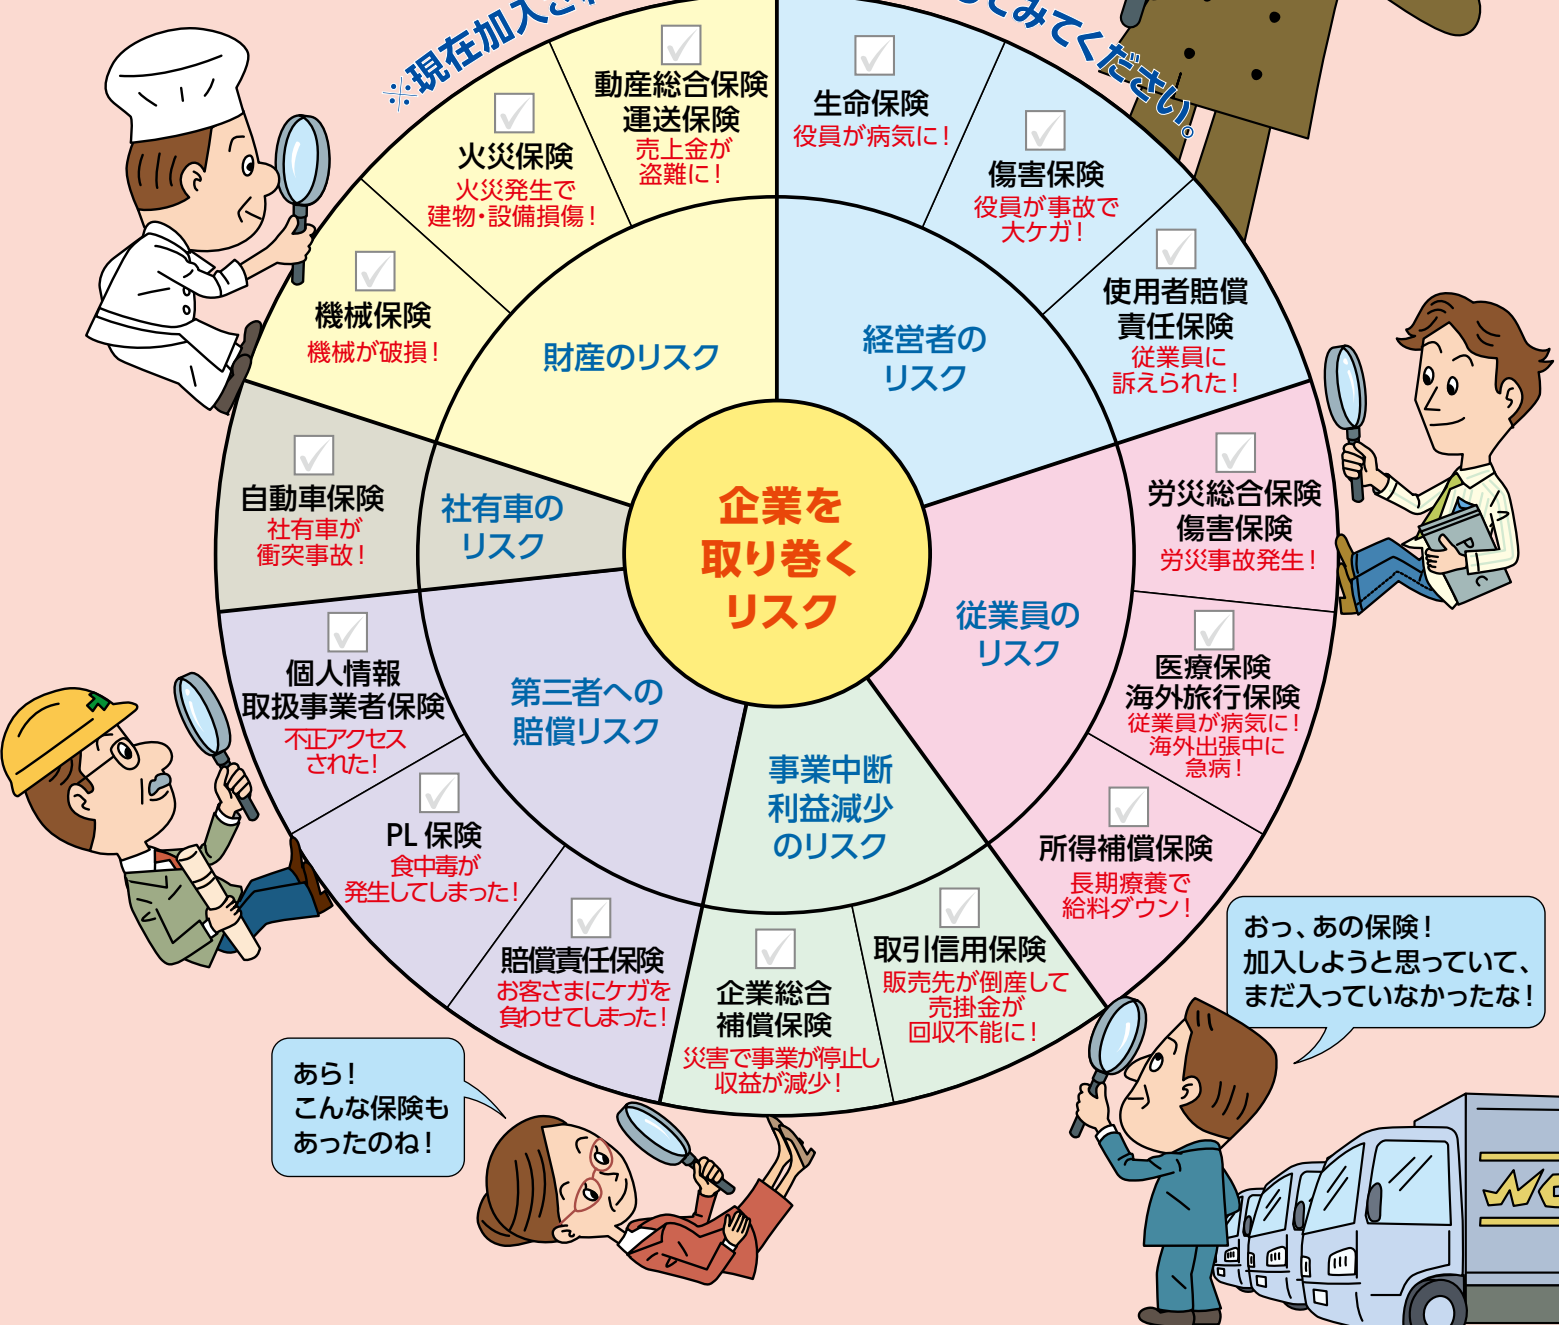 ※現在加入さ
してみてください。
企業を
取り巻く
リスク
経営者の
リスク
生命保険
役員が病気に！
傷害保険
役員が事故で
大ケガ！
使用者賠償
責任保険
従業員に
訴えられた！
従業員の
リスク
労災総合保険
傷害保険
労災事故発生！
医療保険
海外旅行保険
従業員が病気に！
海外出張中に
急病！
所得補償保険
長期療養で
給料ダウン！
事業中断
利益減少
のリスク
取引信用保険
販売先が倒産して
売掛金が
回収不能に！
企業総合
補償保険
災害で事業が停止し
収益が減少！
第三者への
賠償リスク
賠償責任保険
お客さまにケガを
負わせてしまった！
PL 保険
食中毒が
発生してしまった！
個人情報
取扱事業者保険
不正アクセス
された！
社有車の
リスク
自動車保険
社有車が
衝突事故！
財産のリスク
機械保険
機械が破損！
火災保険
火災発生で
建物・設備損傷！
動産総合保険
運送保険
売上金が
盗難に！
おっ、あの保険！
加入しようと思っていて、
まだ入っていなかったな！
あら！
こんな保険も
あったのね！